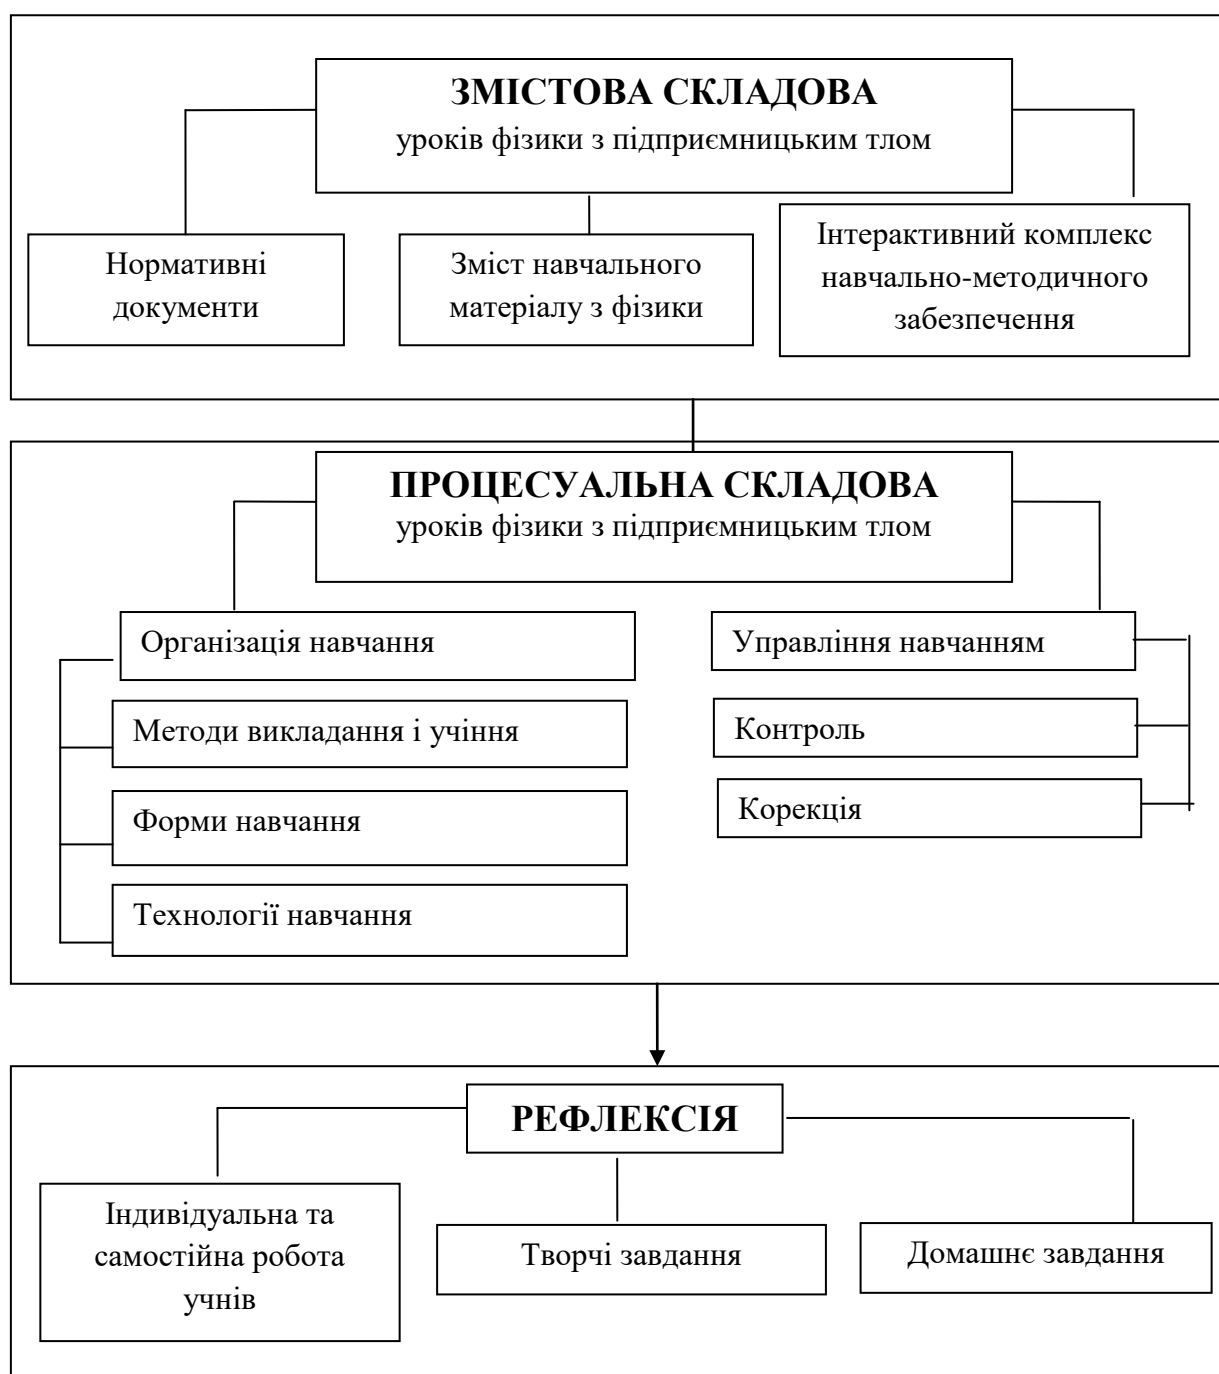 ЗМІСТОВА СКЛАДОВА
уроків фізики з підприємницьким тлом
Нормативні
документи
Зміст навчального
матеріалу з фізики
Інтерактивний комплекс
навчально-методичного
забезпечення
ПРОЦЕСУАЛЬНА СКЛАДОВА
уроків фізики з підприємницьким тлом
Організація навчання
Методи викладання і учіння
Форми навчання
Технології навчання
Управління навчанням
Контроль
Корекція
РЕФЛЕКСІЯ
Індивідуальна та
самостійна робота
учнів
Творчі завдання
Домашнє завдання